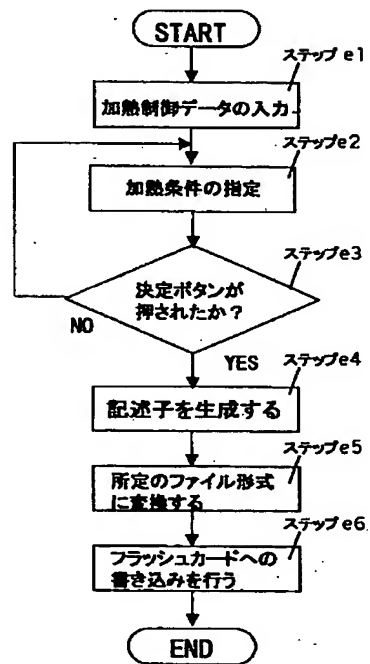 START
ステップe1
加熱制御データの入力
ステップe2
加熱条件の指定
ステップe3
決定ボタンが
押されたか？
NO
YES
ステップe4
記述子を生成する
ステップe5
所定のファイル形式
に変換する
ステップe6
フラッシュカードへの
書き込みを行う
END